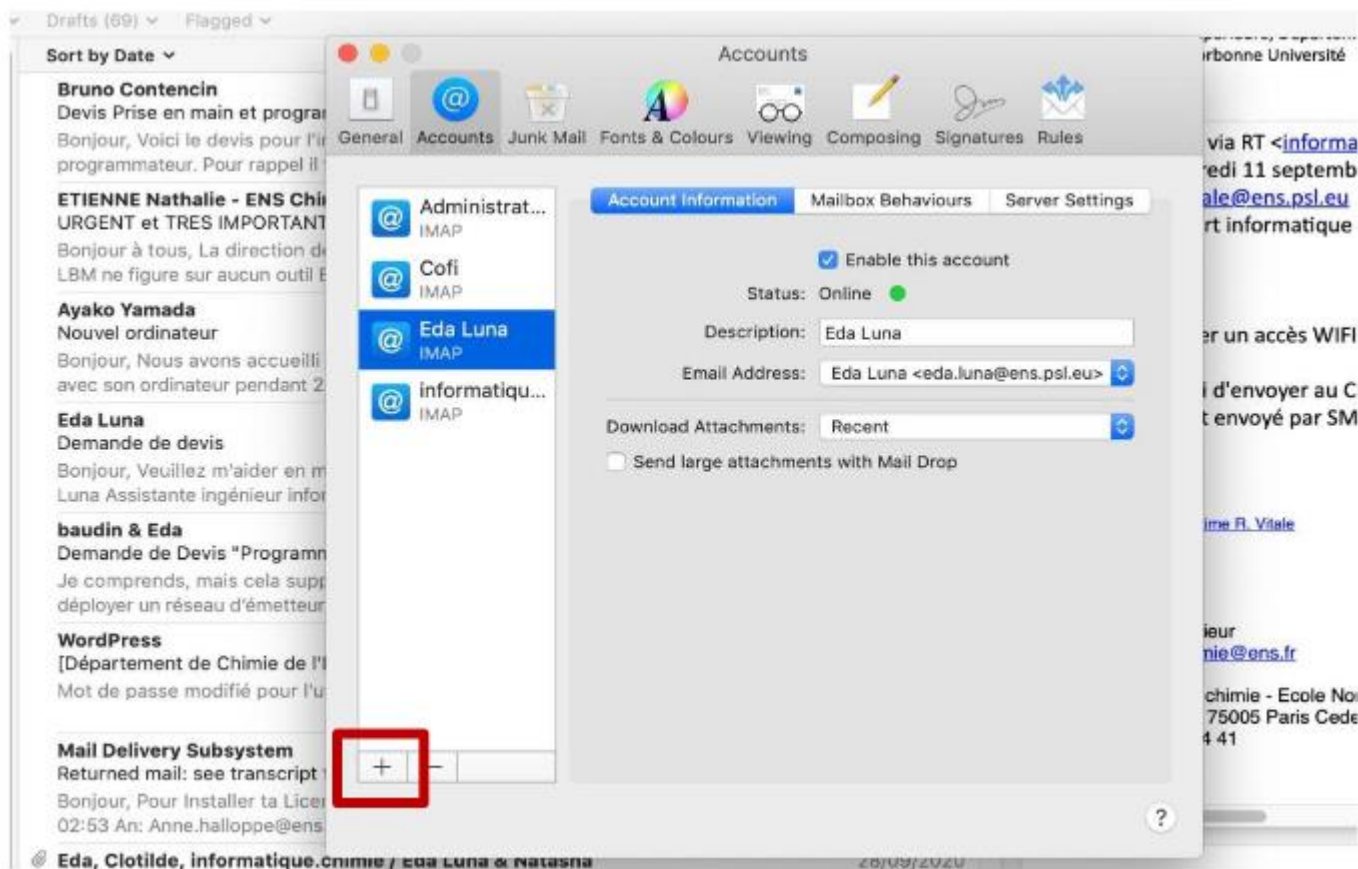 Drafts (69) Flagged
Sort by Date
Bruno Contencin
Devis Prise en main et progra
Bonjour, Voici le devis pour l'i
programmateur. Pour rappel il
ETIENNE Nathalie - ENS Chi
URGENT et TRES IMPORTANT
Bonjour à tous, La direction d
LBM ne figure sur aucun outil
Ayako Yamada
Nouvel ordinateur
Bonjour, Nous avons accueilli
avec son ordinateur pendant 2
Eda Luna
Demande de devis
Bonjour, Veuillez m'aider en m
Luna Assistante ingénieur infor
baudin & Eda
Demande de Devis "Programm
Je comprends, mais cela supp
déployer un réseau d'émetteur
WordPress
[Département de Chimie de l'
Mot de passe modifié pour l'u
Mail Delivery Subsystem
Returned mail: see transcript
Bonjour, Pour Installer ta Licen
02:53 An: Anne.halloppe@ens
Eda, Clotilde, informatique.chimie / Eda Luna & Natasha 28/09/2020
Accounts
General Accounts Junk Mail Fonts & Colours Viewing Composing Signatures Rules
Administrat...
IMAP
Cofi
IMAP
Eda Luna
IMAP
informatiqu...
IMAP
+ −
Account Information Mailbox Behaviours Server Settings
Enable this account
Status: Online
Description: Eda Luna
Email Address: Eda Luna <eda.luna@ens.psl.eu>
Download Attachments: Recent
Send large attachments with Mail Drop
?
orbonne Université
via RT <informa
redi 11 septemb
ale@ens.psl.eu
rt informatique
er un accès WIFI
i d'envoyer au C
t envoyé par SM
ime R. Vitale
ieur
mie@ens.fr
chimie - Ecole No
75005 Paris Cede
4 41